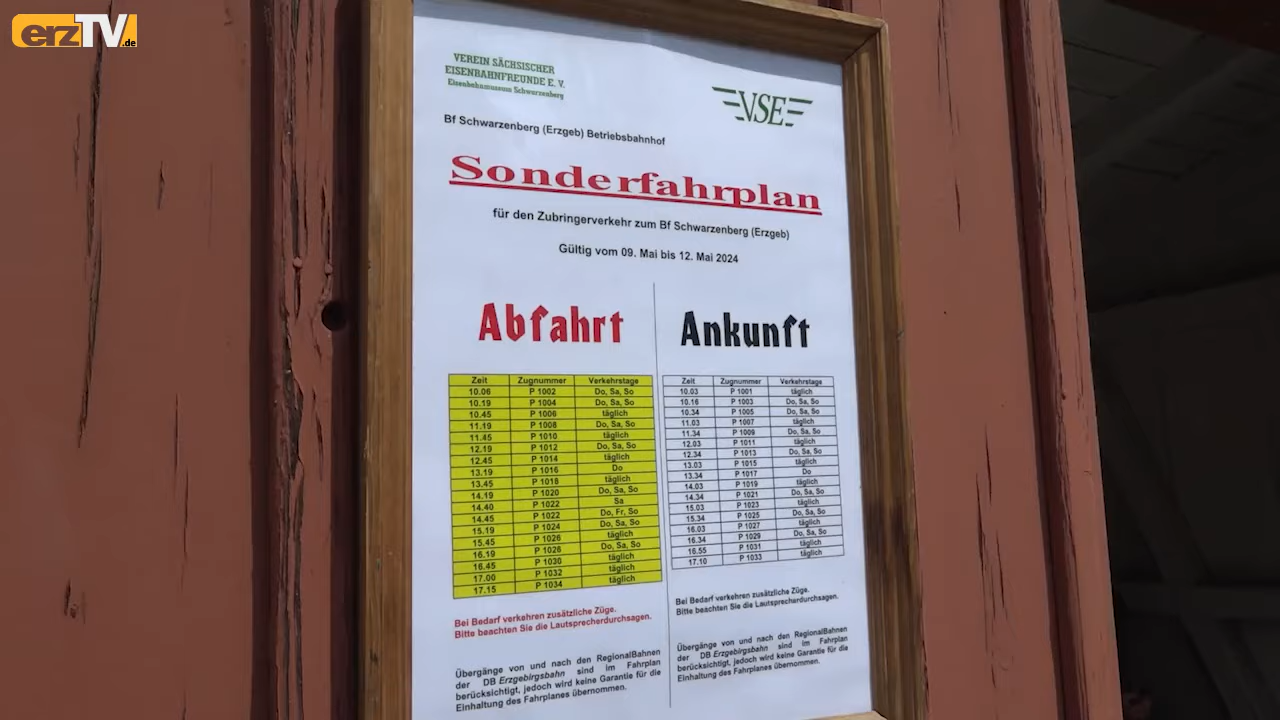 erzTV.de
VEREIN SÄCHSISCHER
EISENBAHNFREUNDE E. V.
Eisenbahnmuseum Schwarzenberg
VSE
Bf Schwarzenberg (Erzgeb) Betriebsbahnhof
Sonderfahrplan
für den Zubringerverkehr zum Bf Schwarzenberg (Erzgeb)
Gültig vom 09. Mai bis 12. Mai 2024
Abfahrt
Zeit Zugnummer Verkehrstage
10.06 P 1002 Do, Sa, So
10.19 P 1004 Do, Sa, So
10.45 P 1006 täglich
11.19 P 1008 Do, Sa, So
11.45 P 1010 täglich
12.19 P 1012 Do, Sa, So
12.45 P 1014 täglich
13.19 P 1016 Do
13.45 P 1018 täglich
14.19 P 1020 Do, Sa, So
14.40 P 1022 Sa
14.45 P 1022 Do, Fr, So
15.19 P 1024 Do, Sa, So
15.45 P 1026 täglich
16.19 P 1028 Do, Sa, So
16.45 P 1030 täglich
17.00 P 1032 täglich
17.15 P 1034 täglich
Bei Bedarf verkehren zusätzliche Züge.
Bitte beachten Sie die Lautsprecherdurchsagen.
Übergänge von und nach den RegionalBahnen
der DB Erzgebirgsbahn sind im Fahrplan
berücksichtigt, jedoch wird keine Garantie für die
Einhaltung des Fahrplanes übernommen.
Ankunft
Zeit Zugnummer Verkehrstage
10.03 P 1001 täglich
10.16 P 1003 Do, Sa, So
10.34 P 1005 Do, Sa, So
11.03 P 1007 täglich
11.34 P 1009 Do, Sa, So
12.03 P 1011 täglich
12.34 P 1013 Do, Sa, So
13.03 P 1015 täglich
13.34 P 1017 Do
14.03 P 1019 täglich
14.34 P 1021 Do, Sa, So
15.03 P 1023 täglich
15.34 P 1025 Do, Sa, So
16.03 P 1027 täglich
16.34 P 1029 Do, Sa, So
16.55 P 1031 täglich
17.10 P 1033 täglich
Bei Bedarf verkehren zusätzliche Züge.
Bitte beachten Sie die Lautsprecherdurchsagen.
Übergänge von und nach den RegionalBahnen
der DB Erzgebirgsbahn sind im Fahrplan
berücksichtigt, jedoch wird keine Garantie für die
Einhaltung des Fahrplanes übernommen.